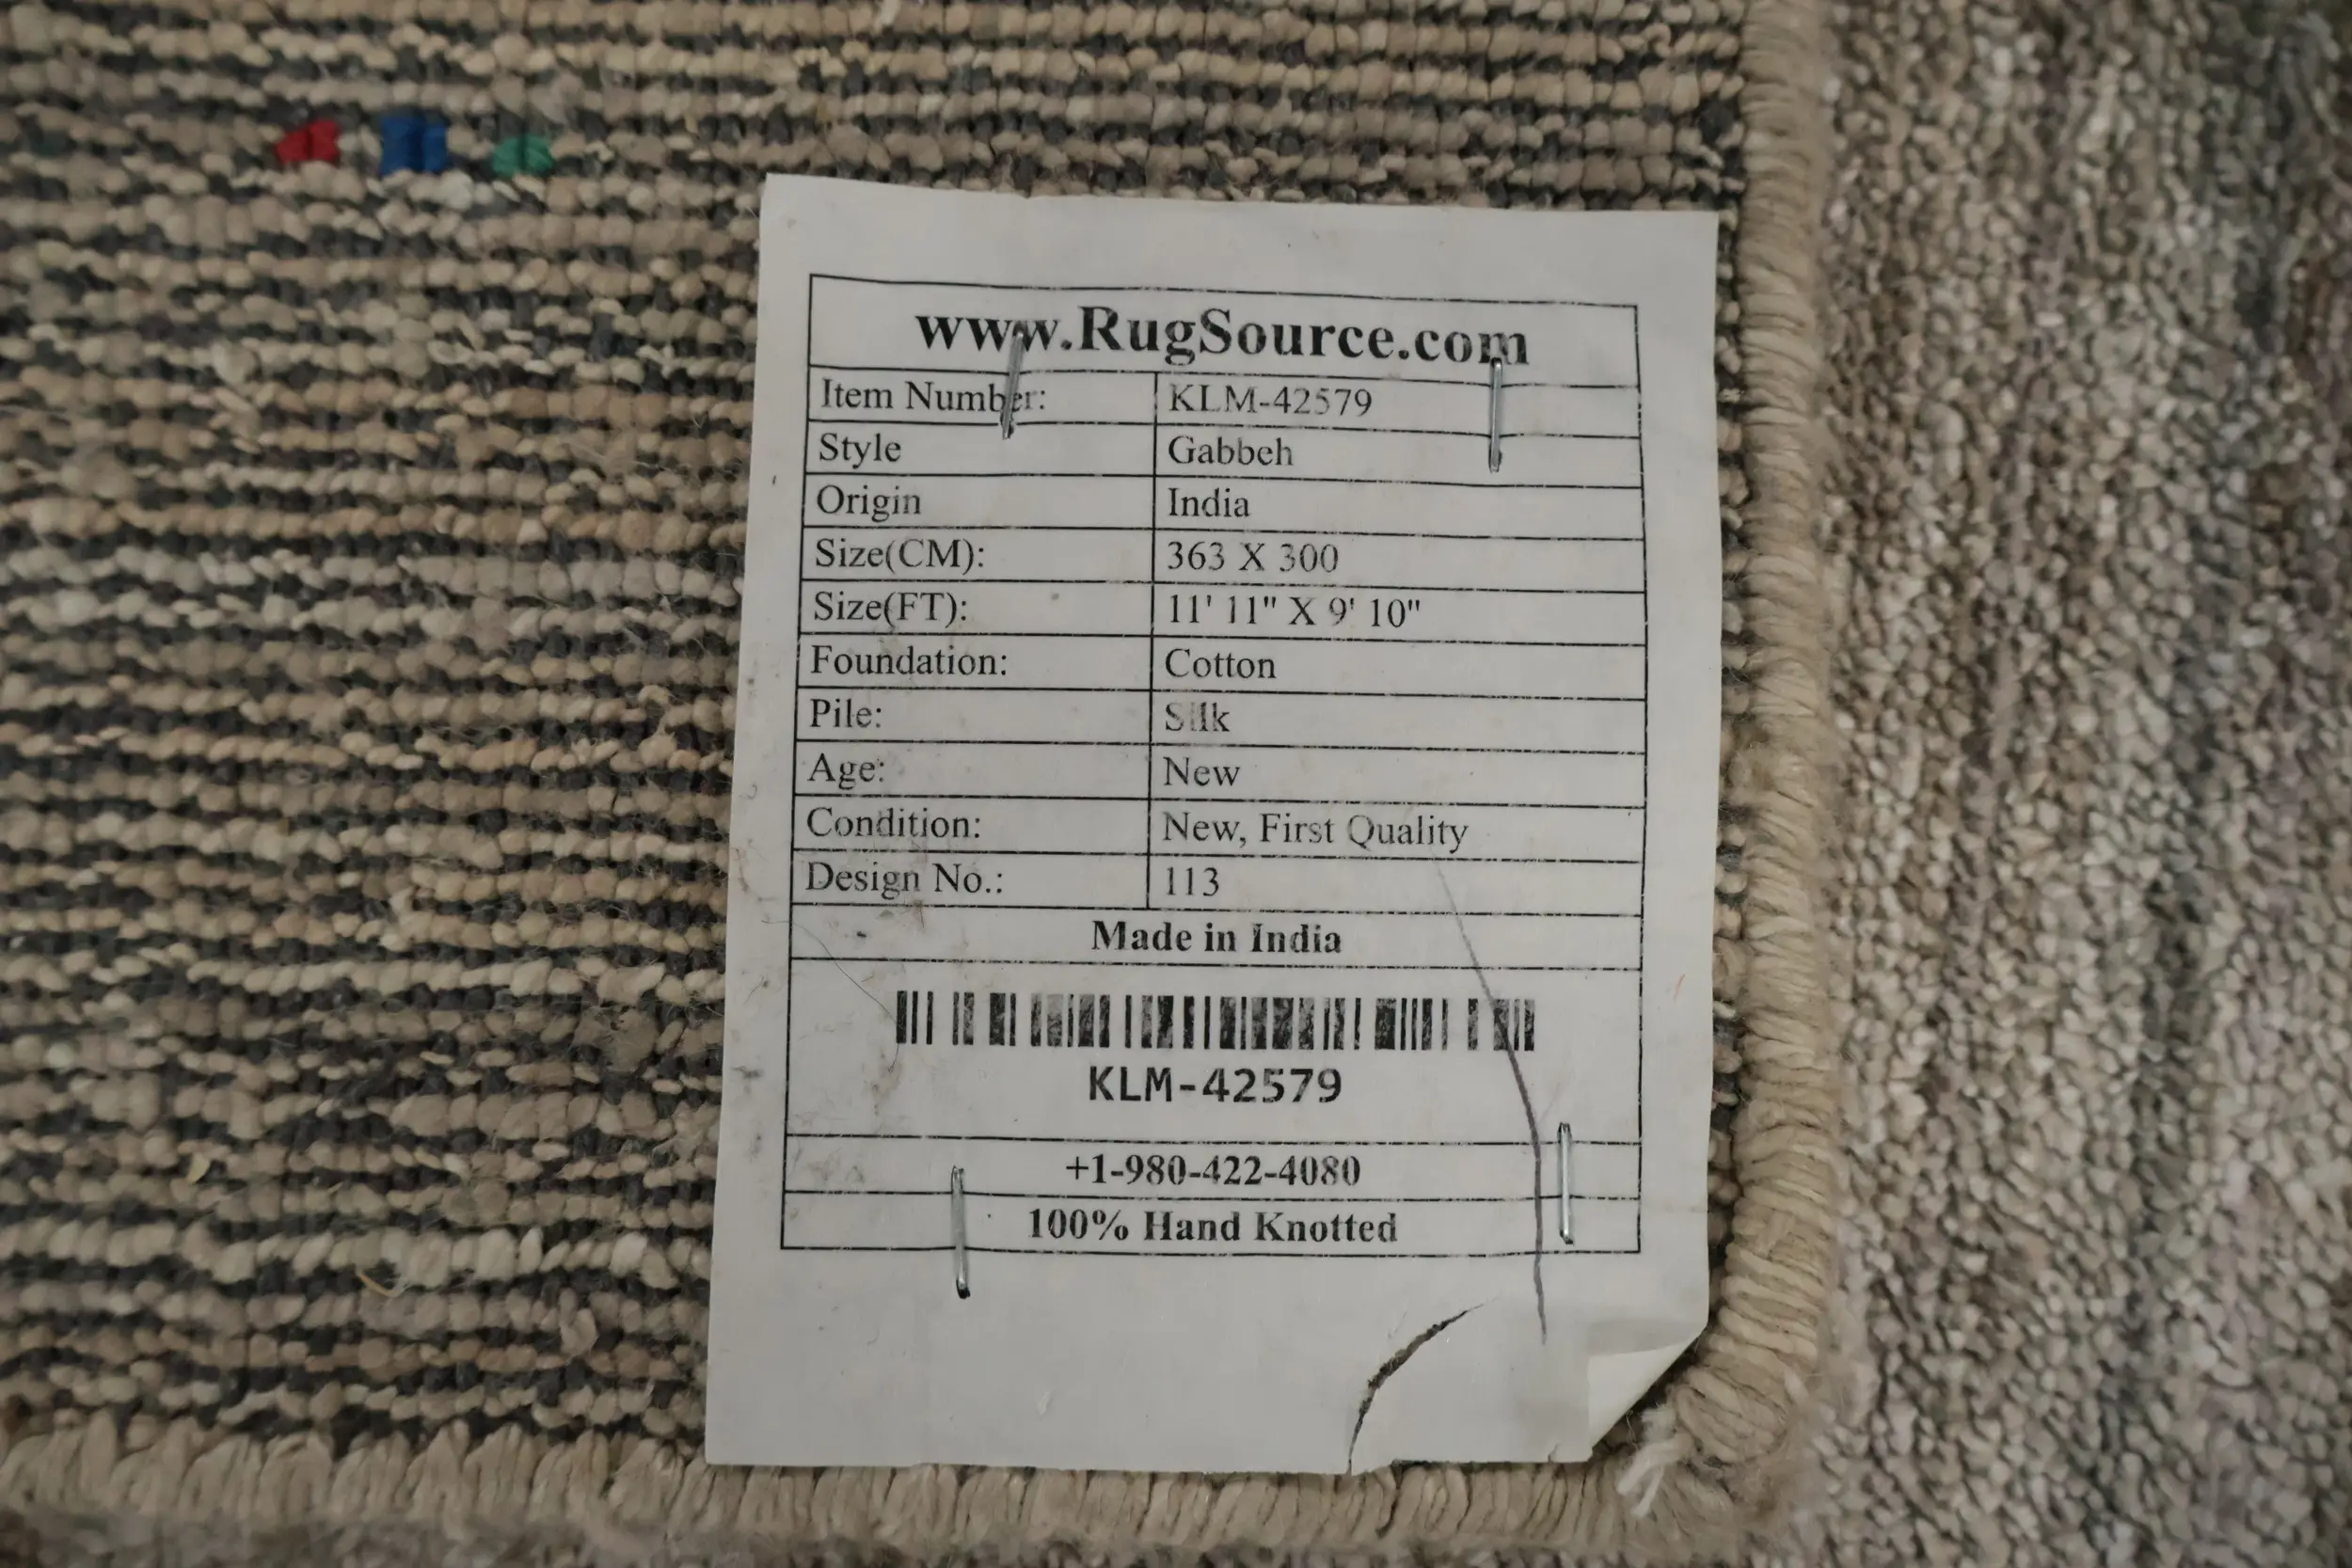 www.RugSource.com
Item Number: KLM-42579
Style Gabbeh
Origin India
Size(CM): 363 X 300
Size(FT): 11' 11" X 9' 10"
Foundation: Cotton
Pile: Silk
Age: New
Condition: New, First Quality
Design No.: 113
Made in India
KLM-42579
+1-980-422-4080
100% Hand Knotted